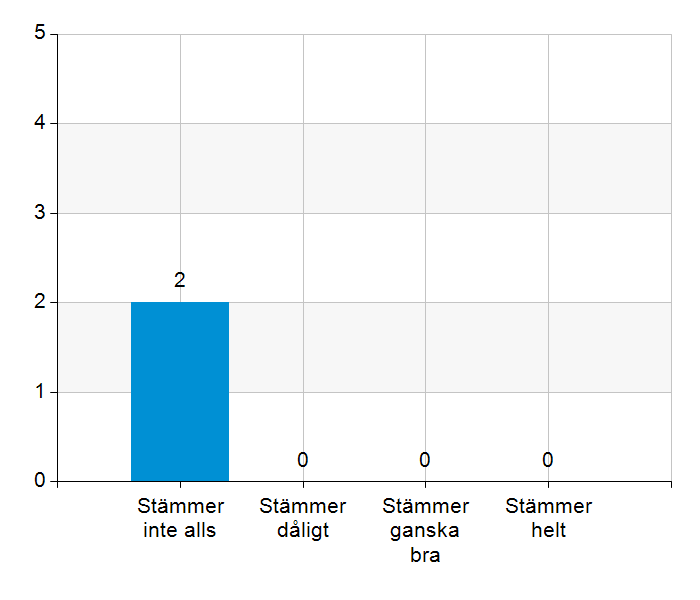 5
4
3
2
1
0
2
0
0
0
Stämmer
inte alls
Stämmer
dåligt
Stämmer
ganska
bra
Stämmer
helt